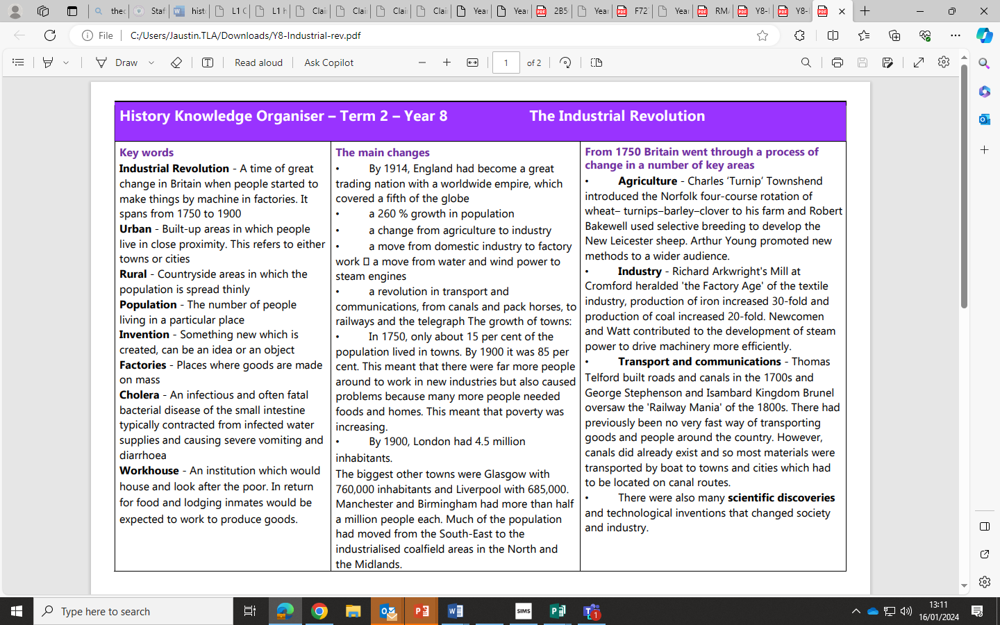 thec
Staf
hist
L1 C
L1 h
Clai
Clai
Clai
Clai
Year
Year
2B5
Year
F72
Year
RM
Y8-I
Y8-
File
C:/Users/Jaustin.TLA/Downloads/Y8-Industrial-rev.pdf
Draw
Read aloud
Ask Copilot
1
of 2
History Knowledge Organiser – Term 2 – Year 8 The Industrial Revolution
Key words
Industrial Revolution - A time of great
change in Britain when people started to
make things by machine in factories. It
spans from 1750 to 1900
Urban - Built-up areas in which people
live in close proximity. This refers to either
towns or cities
Rural - Countryside areas in which the
population is spread thinly
Population - The number of people
living in a particular place
Invention - Something new which is
created, can be an idea or an object
Factories - Places where goods are made
on mass
Cholera - An infectious and often fatal
bacterial disease of the small intestine
typically contracted from infected water
supplies and causing severe vomiting and
diarrhoea
Workhouse - An institution which would
house and look after the poor. In return
for food and lodging inmates would be
expected to work to produce goods.
The main changes
• By 1914, England had become a great
trading nation with a worldwide empire, which
covered a fifth of the globe
• a 260 % growth in population
• a change from agriculture to industry
• a move from domestic industry to factory
work  a move from water and wind power to
steam engines
• a revolution in transport and
communications, from canals and pack horses, to
railways and the telegraph The growth of towns:
• In 1750, only about 15 per cent of the
population lived in towns. By 1900 it was 85 per
cent. This meant that there were far more people
around to work in new industries but also caused
problems because many more people needed
foods and homes. This meant that poverty was
increasing.
• By 1900, London had 4.5 million
inhabitants.
The biggest other towns were Glasgow with
760,000 inhabitants and Liverpool with 685,000.
Manchester and Birmingham had more than half
a million people each. Much of the population
had moved from the South-East to the
industrialised coalfield areas in the North and
the Midlands.
From 1750 Britain went through a process of
change in a number of key areas
• Agriculture - Charles ‘Turnip’ Townshend
introduced the Norfolk four-course rotation of
wheat– turnips–barley–clover to his farm and Robert
Bakewell used selective breeding to develop the
New Leicester sheep. Arthur Young promoted new
methods to a wider audience.
• Industry - Richard Arkwright's Mill at
Cromford heralded 'the Factory Age' of the textile
industry, production of iron increased 30-fold and
production of coal increased 20-fold. Newcomen
and Watt contributed to the development of steam
power to drive machinery more efficiently.
• Transport and communications - Thomas
Telford built roads and canals in the 1700s and
George Stephenson and Isambard Kingdom Brunel
oversaw the 'Railway Mania' of the 1800s. There had
previously been no very fast way of transporting
goods and people around the country. However,
canals did already exist and so most materials were
transported by boat to towns and cities which had
to be located on canal routes.
• There were also many scientific discoveries
and technological inventions that changed society
and industry.
Type here to search
SIMS
1
13:11
16/01/2024